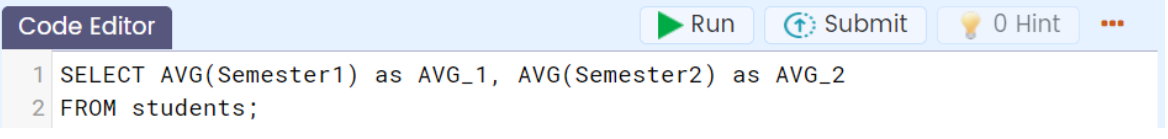 Code Editor Run Submit 0 Hint
1 SELECT AVG(Semester1) as AVG_1, AVG(Semester2) as AVG_2
2 FROM students;